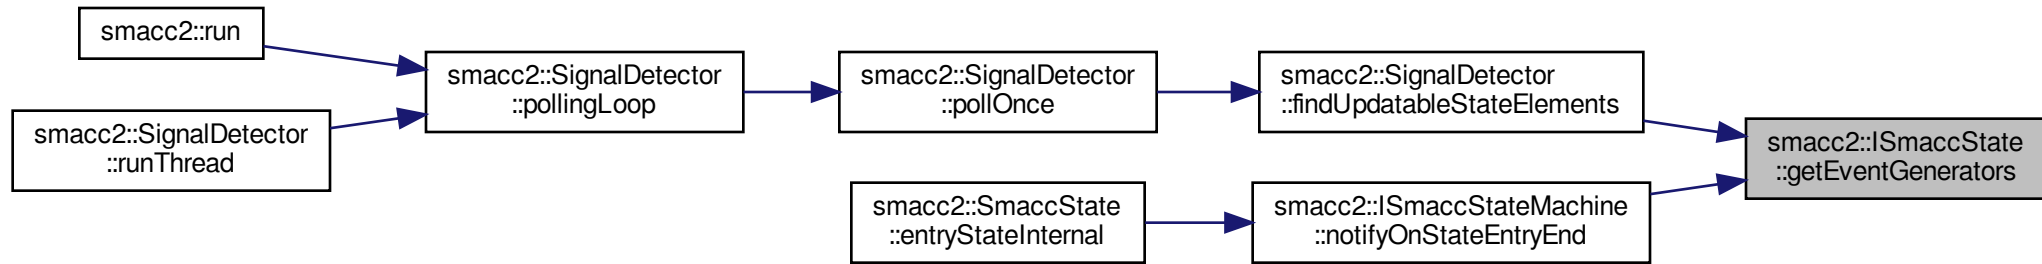 smacc2::run
smacc2::SignalDetector
::runThread
smacc2::SignalDetector
::pollingLoop
smacc2::SignalDetector
::pollOnce
smacc2::SignalDetector
::findUpdatableStateElements
smacc2::SmaccState
::entryStateInternal
smacc2::ISmaccStateMachine
::notifyOnStateEntryEnd
smacc2::ISmaccState
::getEventGenerators